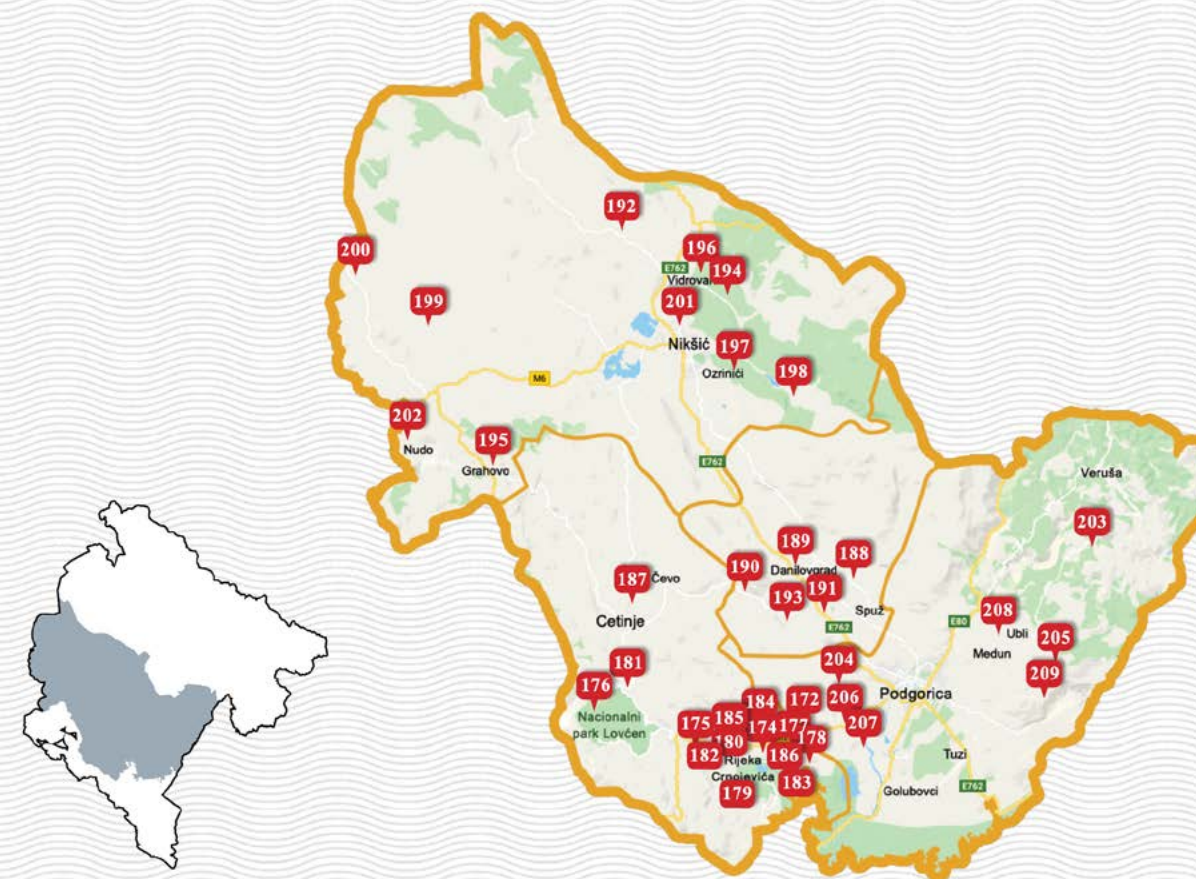 192
196
200
E762
194
Vidrovan
199
201
Nikšić
197
Ozrinići
198
M6
202
195
Nudo
Grahovo
E762
Veruša
203
189
188
190
Danilovgrad
187
Čevo
193
191
Spuž
208
Cetinje
E80
E762
Ubli
205
Medun
181
204
209
176
184
172
206
Podgorica
Nacionalni
park Lovćen
175
185
174
177
207
178
180
182
Rijeka
186
Crnojevića
Tuzi
183
179
E762
Golubovci